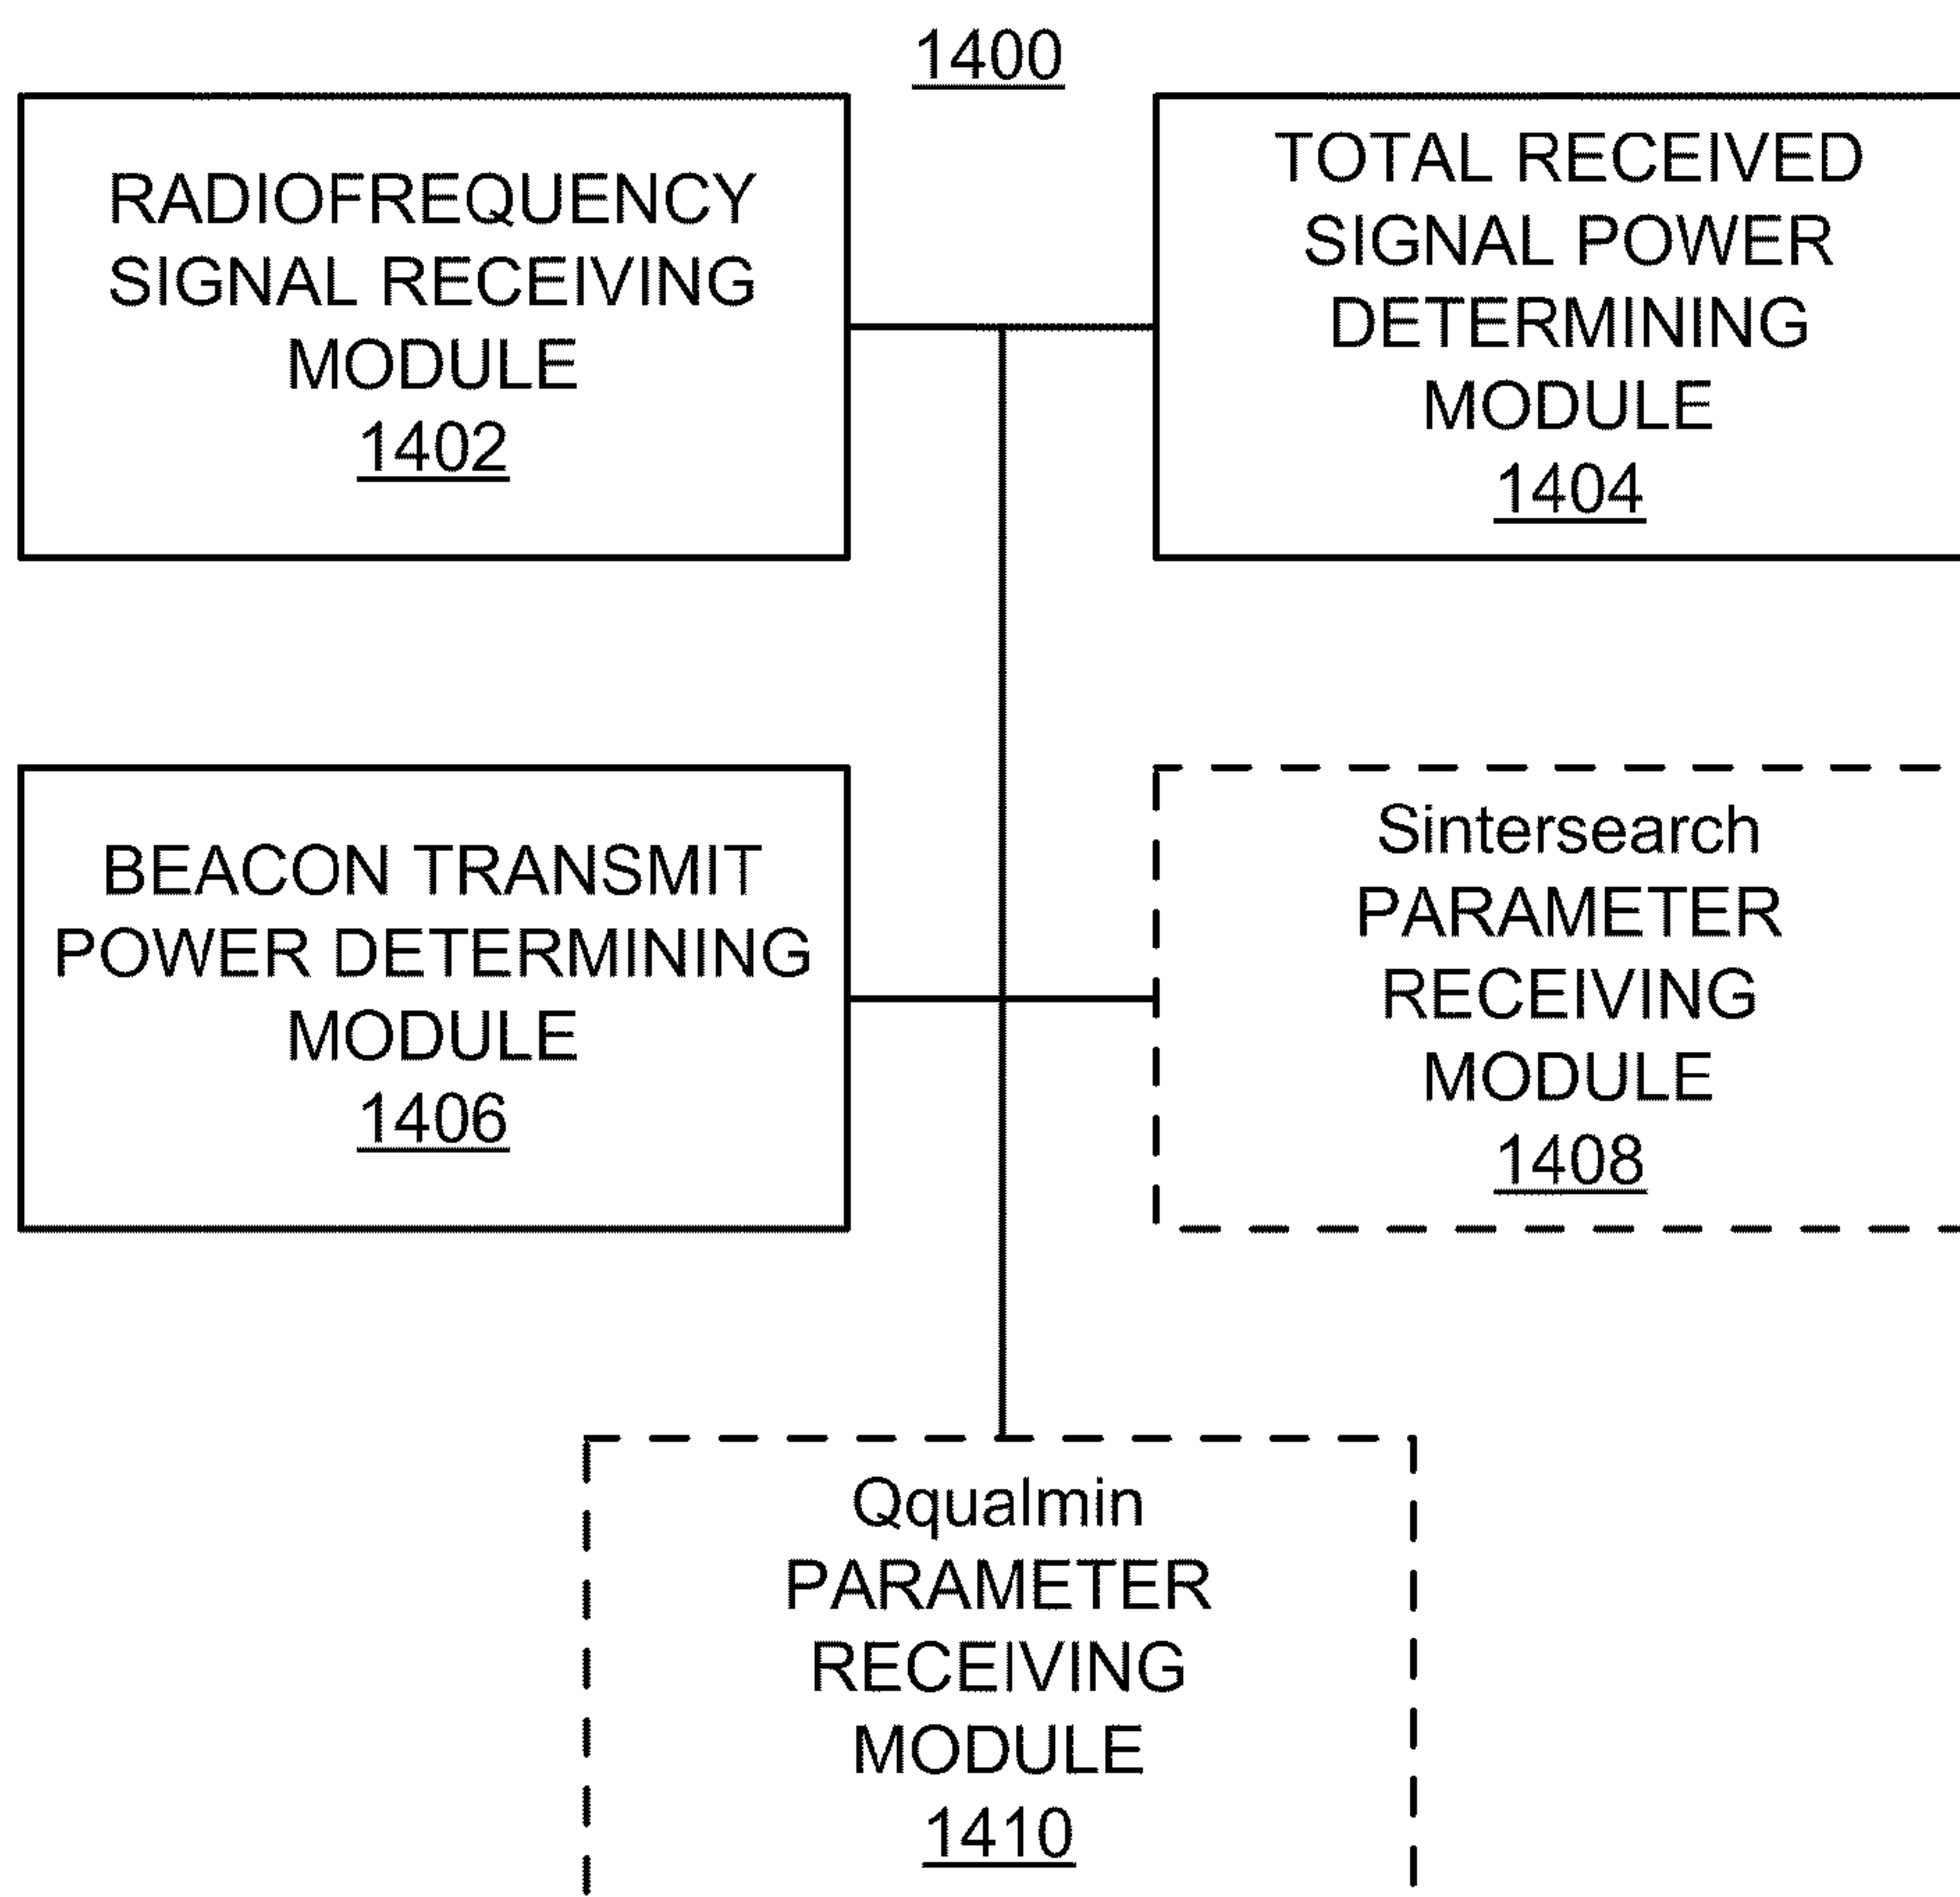 1400
RADIOFREQUENCY
SIGNAL RECEIVING
MODULE
1402
TOTAL RECEIVED
SIGNAL POWER
DETERMINING
MODULE
1404
BEACON TRANSMIT
POWER DETERMINING
MODULE
1406
Sintersearch
PARAMETER
RECEIVING
MODULE
1408
Qqualmin
PARAMETER
RECEIVING
MODULE
1410